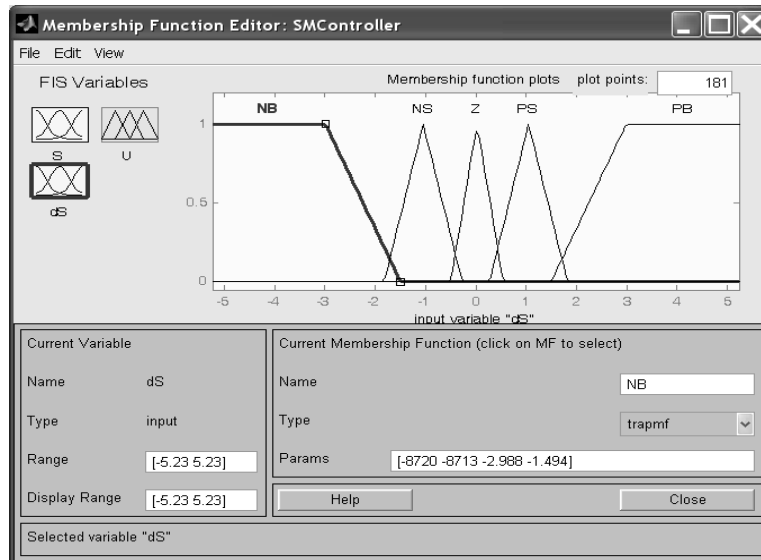 Membership Function Editor: SMController
File Edit View
FIS Variables
S
U
dS
Membership function plots plot points: 181
NB NS Z PS PB
1
0.5
0
-5 -4 -3 -2 -1 0 1 2 3 4 5
input variable "dS"
Current Variable
Name dS
Type input
Range [-5.23 5.23]
Display Range [-5.23 5.23]
Current Membership Function (click on MF to select)
Name NB
Type trapmf
Params [-8720 -8713 -2.988 -1.494]
Help Close
Selected variable "dS"